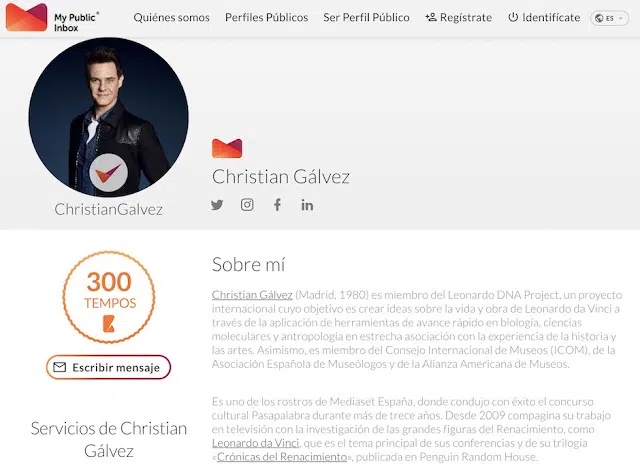 My Public®
Inbox
Quiénes somos
Perfiles Públicos
Ser Perfil Público
Regístrate
Identifícate
ES
Christian Gálvez
ChristianGalvez
300
TEMPOS
Escribir mensaje
Servicios de Christian
Gálvez
Sobre mí
Christian Gálvez (Madrid, 1980) es miembro del Leonardo DNA Project, un proyecto
internacional cuyo objetivo es crear ideas sobre la vida y obra de Leonardo da Vinci a
través de la aplicación de herramientas de avance rápido en biología, ciencias
moleculares y antropología en estrecha asociación con la experiencia de la historia y
las artes. Asimismo, es miembro del Consejo Internacional de Museos (ICOM), de la
Asociación Española de Museólogos y de la Alianza Americana de Museos.
Es uno de los rostros de Mediaset España, donde condujo con éxito el concurso
cultural Pasapalabra durante más de trece años. Desde 2009 compagina su trabajo
en televisión con la investigación de las grandes figuras del Renacimiento, como
Leonardo da Vinci, que es el tema principal de sus conferencias y de su trilogía
«Crónicas del Renacimiento», publicada en Penguin Random House.